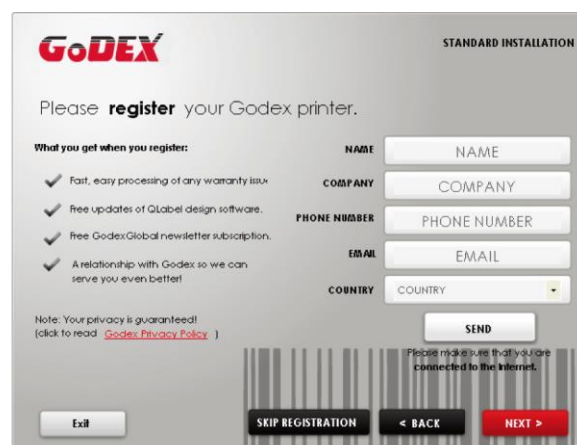 GoDEX
STANDARD INSTALLATION
Please register your Godex printer.
What you get when you register:
Fast, easy processing of any warranty issue
Free updates of QLabel design software.
Free GodexGlobal newsletter subscription.
A relationship with Godex so we can
serve you even better!
Note: Your privacy is guaranteed!
(click to read Godex Privacy Policy )
NAME NAME
COMPANY COMPANY
PHONE NUMBER PHONE NUMBER
EMAIL EMAIL
COUNTRY COUNTRY
SEND
Please make sure that you are
connected to the Internet.
Exit
SKIP REGISTRATION
< BACK
NEXT >